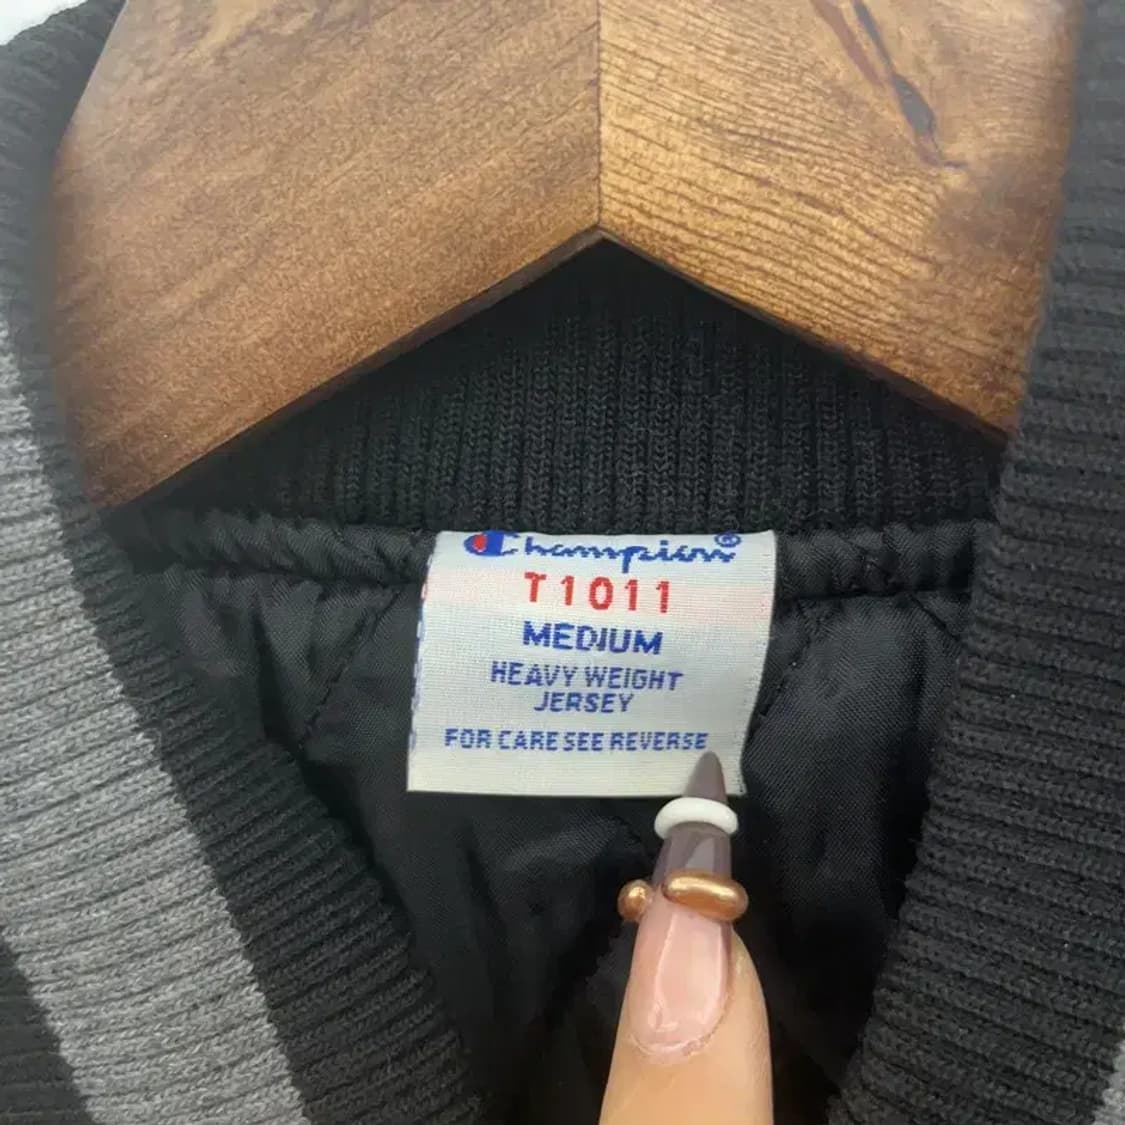 Champion®
T1011
MEDIUM
HEAVY WEIGHT
JERSEY
FOR CARE SEE REVERSE